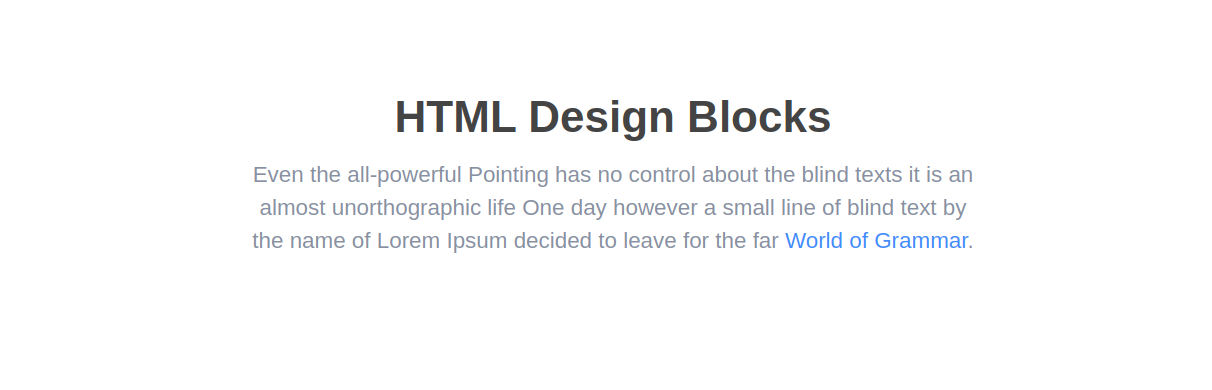 HTML Design Blocks
Even the all-powerful Pointing has no control about the blind texts it is an
almost unorthographic life One day however a small line of blind text by
the name of Lorem Ipsum decided to leave for the far World of Grammar.